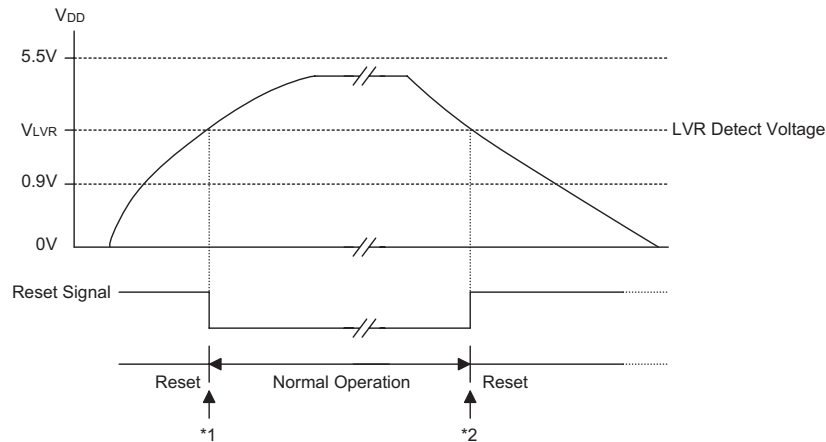 VDD
5.5V
VLVR
LVR Detect Voltage
0.9V
0V
Reset Signal
Reset
Normal Operation
Reset
*1
*2